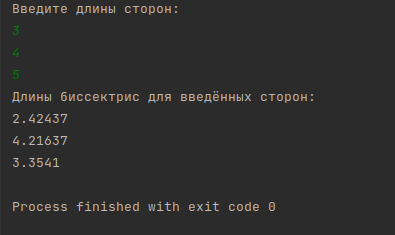 Введите длины сторон:
3
4
5
Длины биссектрис для введённых сторон:
2.42437
4.21637
3.3541
Process finished with exit code 0